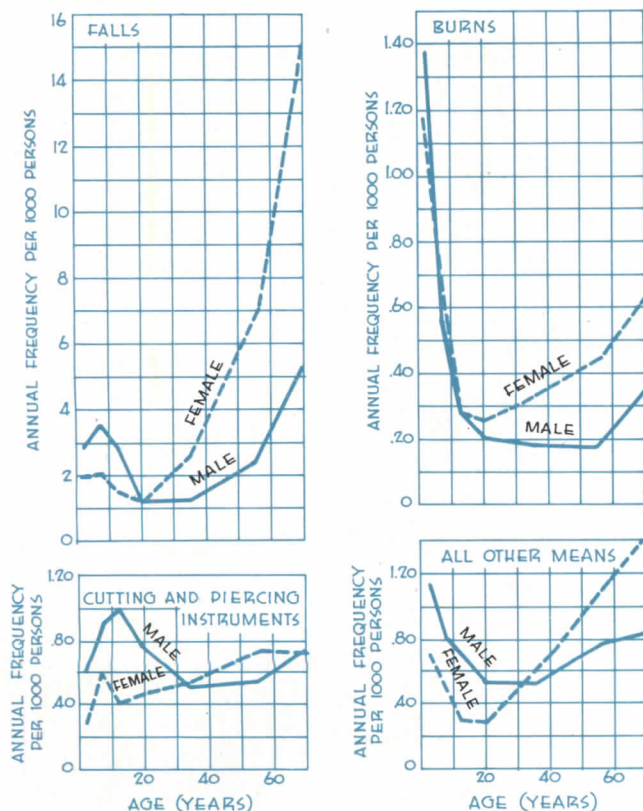 FALLS
ANNUAL FREQUENCY PER 1000 PERSONS
16
14
12
10
8
6
4
2
0
FEMALE
MALE
BURNS
ANNUAL FREQUENCY PER 1000 PERSONS
1.40
1.20
1.00
.80
.60
.40
.20
0
FEMALE
MALE
CUTTING AND PIERCING
INSTRUMENTS
ANNUAL FREQUENCY
PER 1000 PERSONS
1.20
.80
.40
0
MALE
FEMALE
20
40
60
AGE (YEARS)
ALL OTHER MEANS
ANNUAL FREQUENCY
PER 1000 PERSONS
1.20
.80
.40
0
MALE
FEMALE
20
40
60
AGE (YEARS)